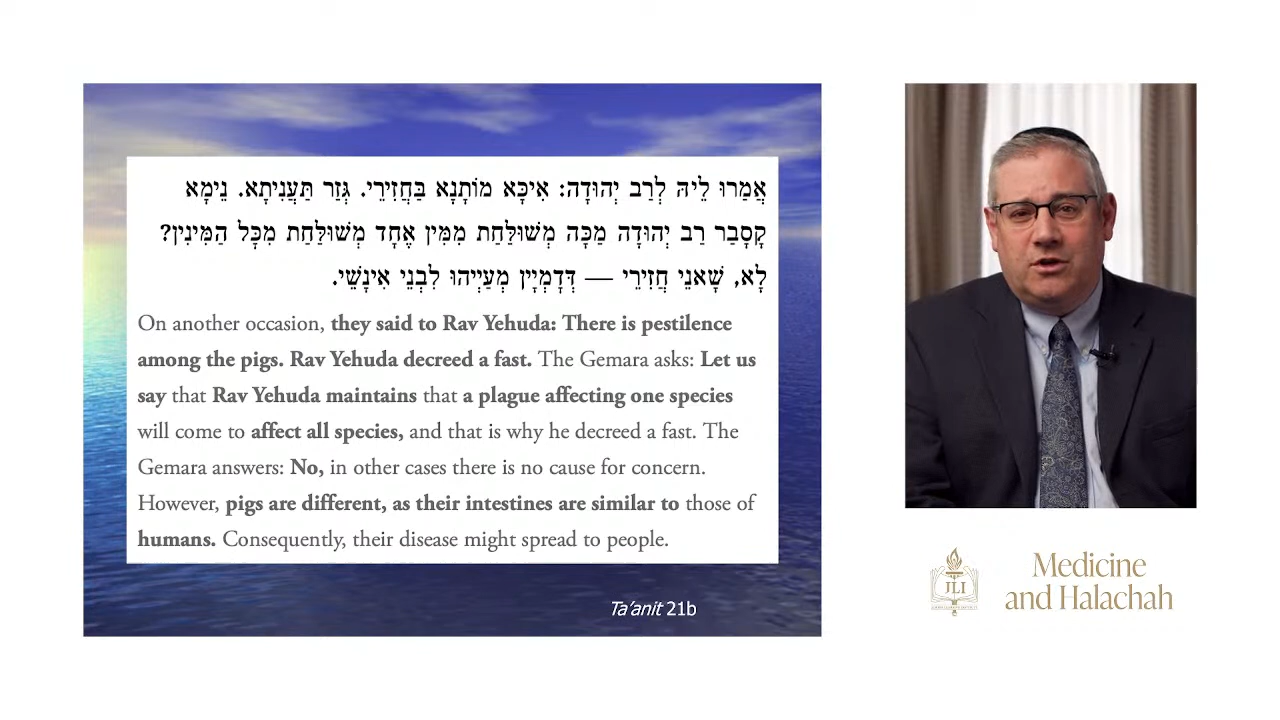 אֲמַרוּ לֵיהּ לְרַב יְהוּדָה: אִיכָּא מוֹתָנָא בַּחֲזִירֵי. גְּזַר תַּעֲנִיתָא. נֵימָא
קָסָבַר רַב יְהוּדָה מַכָּה מְשׁוּלַּחַת מִמִּין אֶחָד מְשׁוּלַּחַת מִכׇּל הַמִּינִין?
לָא, שָׁאנֵי חֲזִירֵי — דְּדָמְיָין מְעַיְיהוּ לִבְנֵי אִינָשֵׁי.
On another occasion, they said to Rav Yehuda: There is pestilence
among the pigs. Rav Yehuda decreed a fast. The Gemara asks: Let us
say that Rav Yehuda maintains that a plague affecting one species
will come to affect all species, and that is why he decreed a fast. The
Gemara answers: No, in other cases there is no cause for concern.
However, pigs are different, as their intestines are similar to those of
humans. Consequently, their disease might spread to people.
Ta'anit 21b
JLI
Medicine
and Halachah